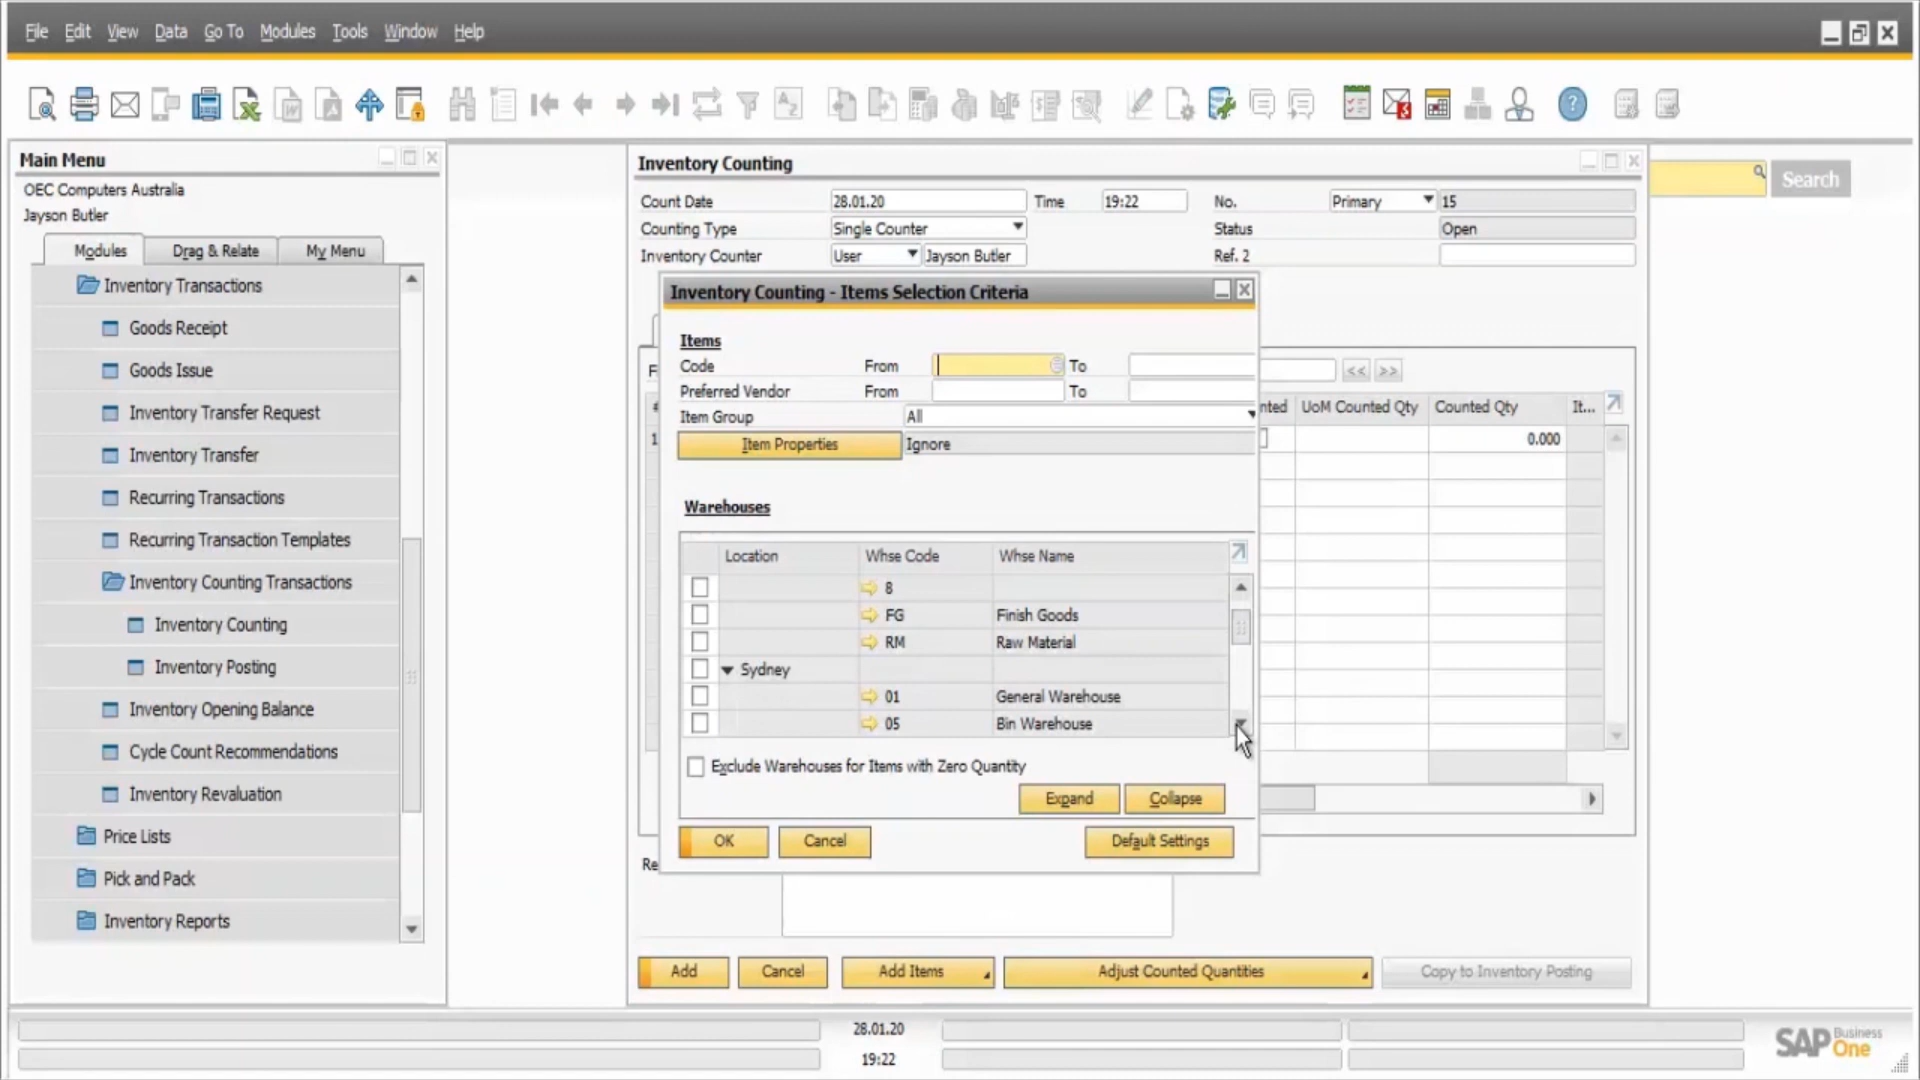 File Edit View Data Go To Modules Tools Window Help
Main Menu
OEC Computers Australia
Jayson Butler
Modules Drag & Relate My Menu
Inventory Transactions
Goods Receipt
Goods Issue
Inventory Transfer Request
Inventory Transfer
Recurring Transactions
Recurring Transaction Templates
Inventory Counting Transactions
Inventory Counting
Inventory Posting
Inventory Opening Balance
Cycle Count Recommendations
Inventory Revaluation
Price Lists
Pick and Pack
Inventory Reports
Search
Inventory Counting
Count Date 28.01.20 Time 19:22 No. Primary 15
Counting Type Single Counter Status Open
Inventory Counter User Jayson Butler Ref. 2
<< >>
nted UoM Counted Qty Counted Qty It...
1 0.000
Inventory Counting - Items Selection Criteria
Items
Code From To
Preferred Vendor From To
Item Group All
Item Properties Ignore
Warehouses
Location Whse Code Whse Name
8
FG Finish Goods
RM Raw Material
Sydney
01 General Warehouse
05 Bin Warehouse
Exclude Warehouses for Items with Zero Quantity
Expand Collapse
OK Cancel Default Settings
Re
Add Cancel Add Items Adjust Counted Quantities Copy to Inventory Posting
28.01.20
19:22
SAP Business One